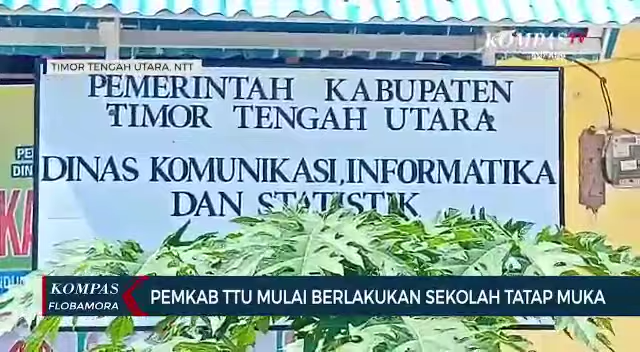 KOMPAS TV
TIMOR TENGAH UTARA, NTT
PEMERINTAH KABUPATEN
TIMOR TENGAH UTARA
DINAS KOMUNIKASI, INFORMATIKA
DAN STATISTIK
KOMPAS
FLOBAMORA
PEMKAB TTU MULAI BERLAKUKAN SEKOLAH TATAP MUKA